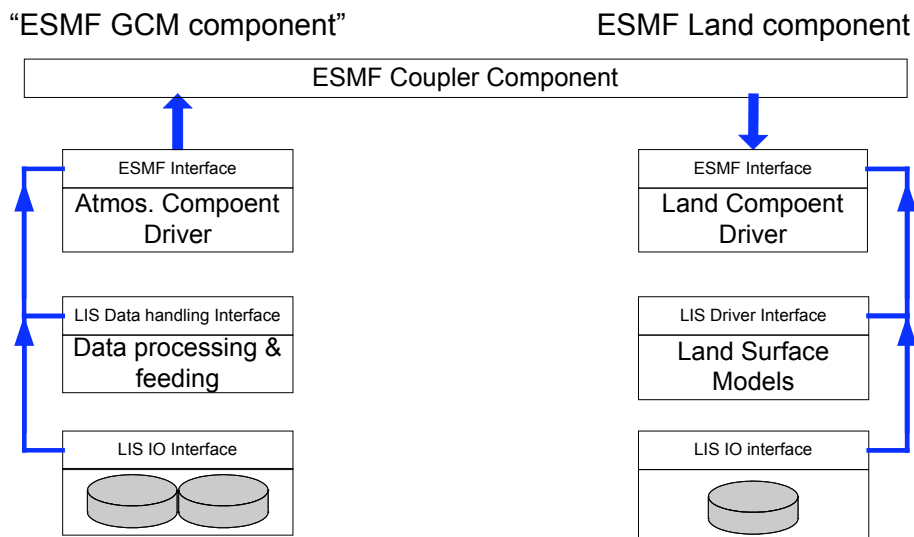 “ESMF GCM component”
ESMF Land component
ESMF Coupler Component
ESMF Interface
Atmos. Compoent
Driver
ESMF Interface
Land Compoent
Driver
LIS Data handling Interface
Data processing &
feeding
LIS Driver Interface
Land Surface
Models
LIS IO Interface
LIS IO interface